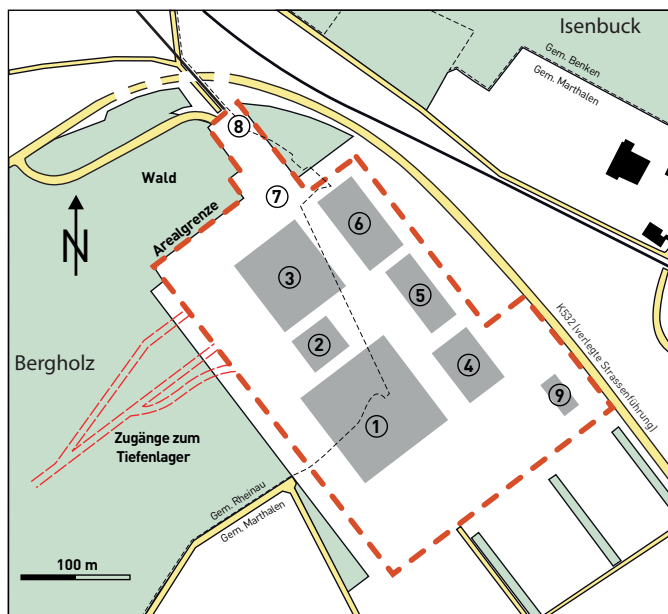 Isenbuck
Gem. Benken
Gem. Marthalen
8
Wald
7
Arealgrenze
6
N
3
5
K532 (verlegte Strassenführung)
2
Bergholz
4
9
1
Zugänge zum
Tiefenlager
Gem. Rheinau
Gem. Marthalen
100 m